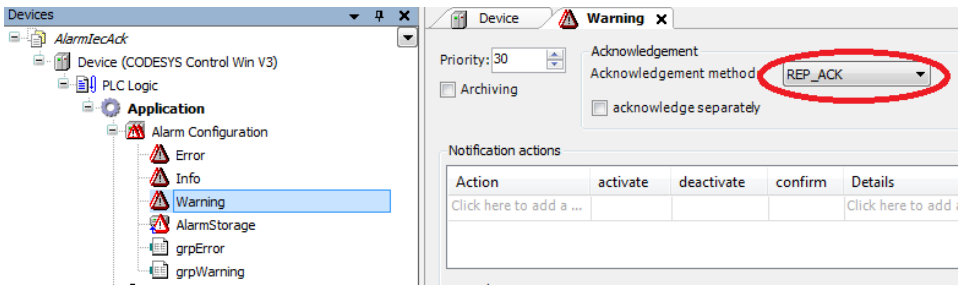 Devices
AlarmIecAck
Device (CODESYS Control Win V3)
PLC Logic
Application
Alarm Configuration
Error
Info
Warning
AlarmStorage
grpError
grpWarning
Device
Warning
Priority: 30
Archiving
Acknowledgement
Acknowledgement method
REP_ACK
acknowledge separately
Notification actions
Action activate deactivate confirm Details
Click here to add a ... Click here to add